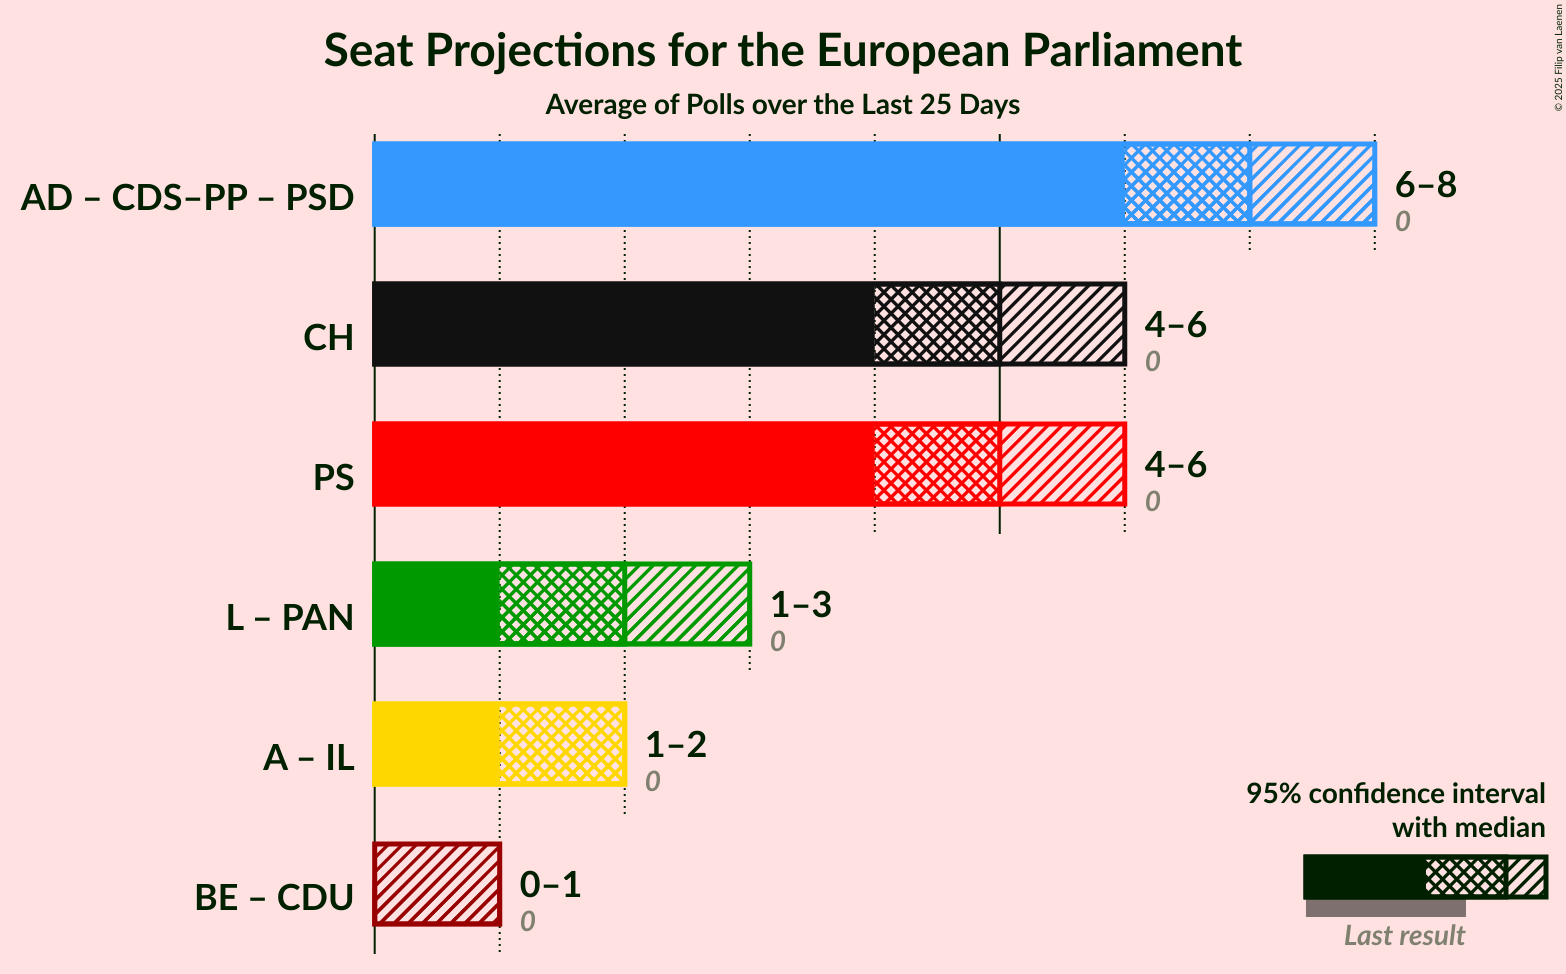 Seat Projections for the European Parliament
Average of Polls over the Last 25 Days
© 2025 Filip van Laenen
AD – CDS–PP – PSD
6–8
0
CH
4–6
0
PS
4–6
0
L – PAN
1–3
0
A – IL
1–2
0
BE – CDU
0–1
0
95% confidence interval
with median
Last result